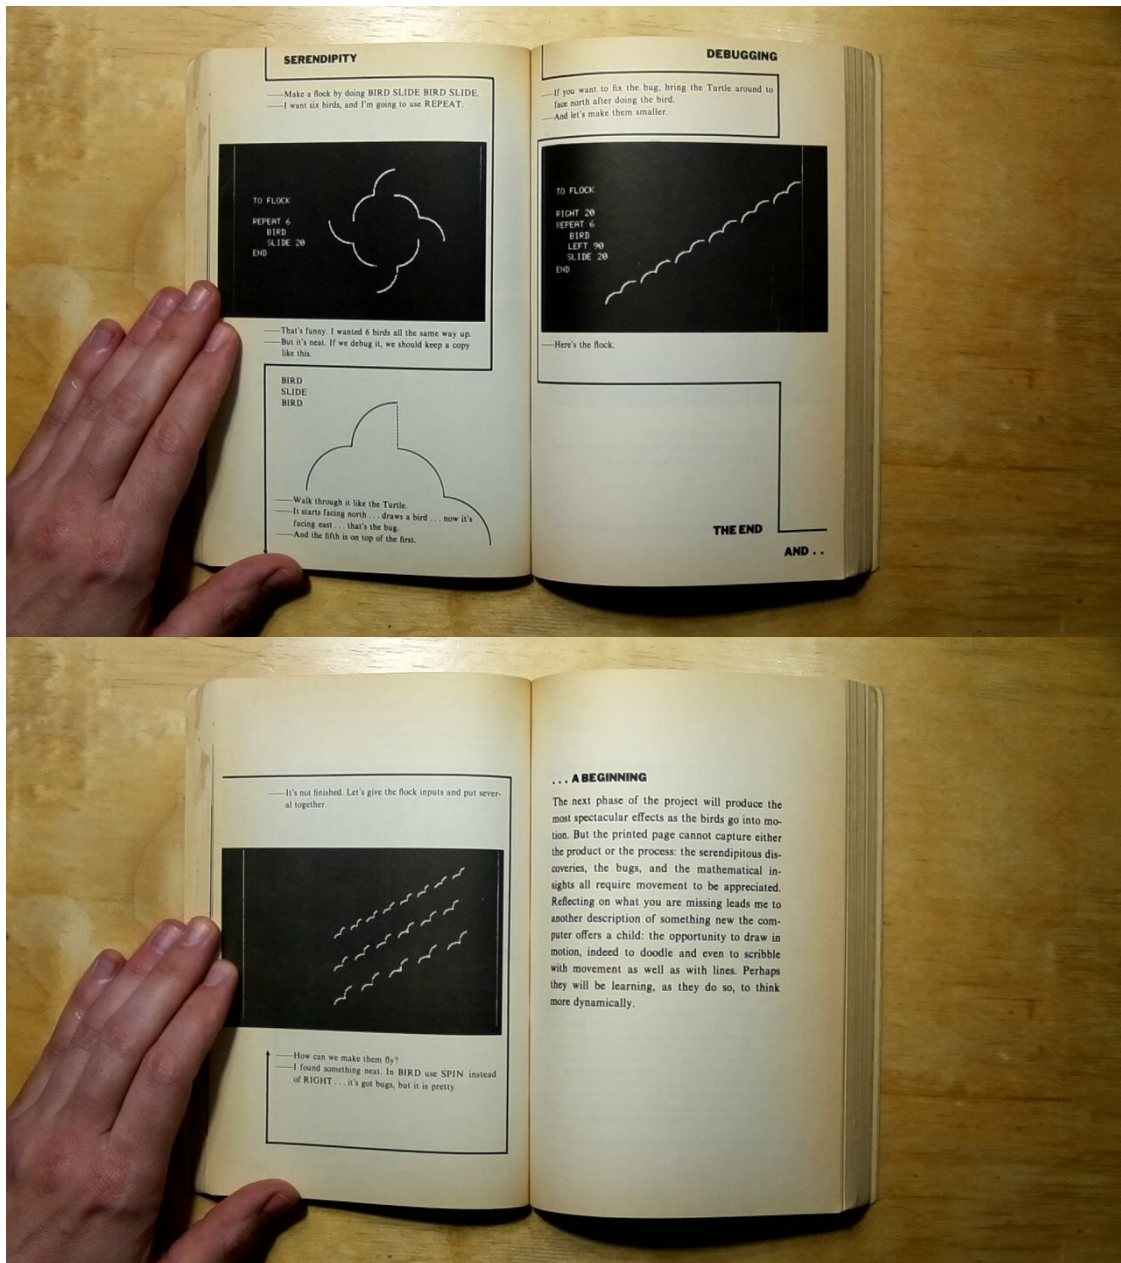 SERENDIPITY
——Make a flock by doing BIRD SLIDE BIRD SLIDE.
——I want six birds, and I'm going to use REPEAT.
TO FLOCK
REPEAT 6
BIRD
SLIDE 20
END
——That's funny. I wanted 6 birds all the same way up.
——But it's neat. If we debug it, we should keep a copy
like this.
BIRD
SLIDE
BIRD
——Walk through it like the Turtle.
——It starts facing north . . . draws a bird . . . now it's
facing east . . . that's the bug.
——And the fifth is on top of the first.
DEBUGGING
——If you want to fix the bug, bring the Turtle around to
face north after doing the bird.
——And let's make them smaller.
TO FLOCK
RIGHT 20
REPEAT 6
BIRD
LEFT 90
SLIDE 20
END
——Here's the flock.
THE END
AND . .
——It's not finished. Let's give the flock inputs and put sever-
al together.
——How can we make them fly?
——I found something neat. In BIRD use SPIN instead
of RIGHT . . . it's got bugs, but it is pretty.
. . . A BEGINNING
The next phase of the project will produce the
most spectacular effects as the birds go into mo-
tion. But the printed page cannot capture either
the product or the process: the serendipitous dis-
coveries, the bugs, and the mathematical in-
sights all require movement to be appreciated.
Reflecting on what you are missing leads me to
another description of something new the com-
puter offers a child: the opportunity to draw in
motion, indeed to doodle and even to scribble
with movement as well as with lines. Perhaps
they will be learning, as they do so, to think
more dynamically.